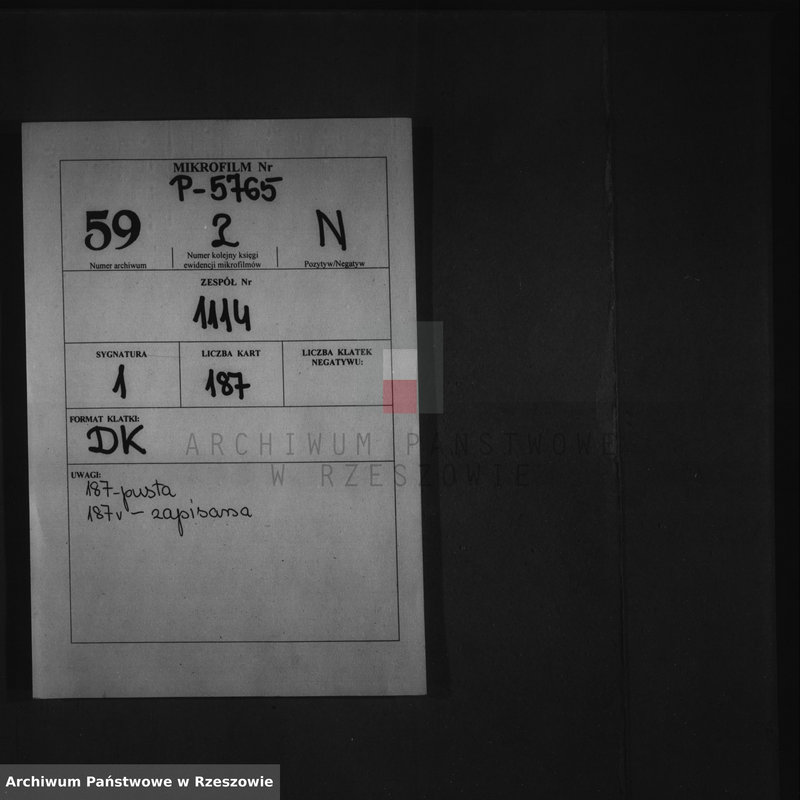 MIKROFILM Nr
P-5765
59 2 N
Numer archiwum
Numer kolejny księgi
ewidencji mikrofilmów
Pozytyw/Negatyw
ZESPÓŁ Nr
1114
SYGNATURA LICZBA KART LICZBA KLATEK
NEGATYWU:
1 187
FORMAT KLATKI:
DK
UWAGI:
187-pusta
187v - zapisana
ARCHIWUM PAŃSTWOWE
W RZESZOWIE
Archiwum Państwowe w Rzeszowie